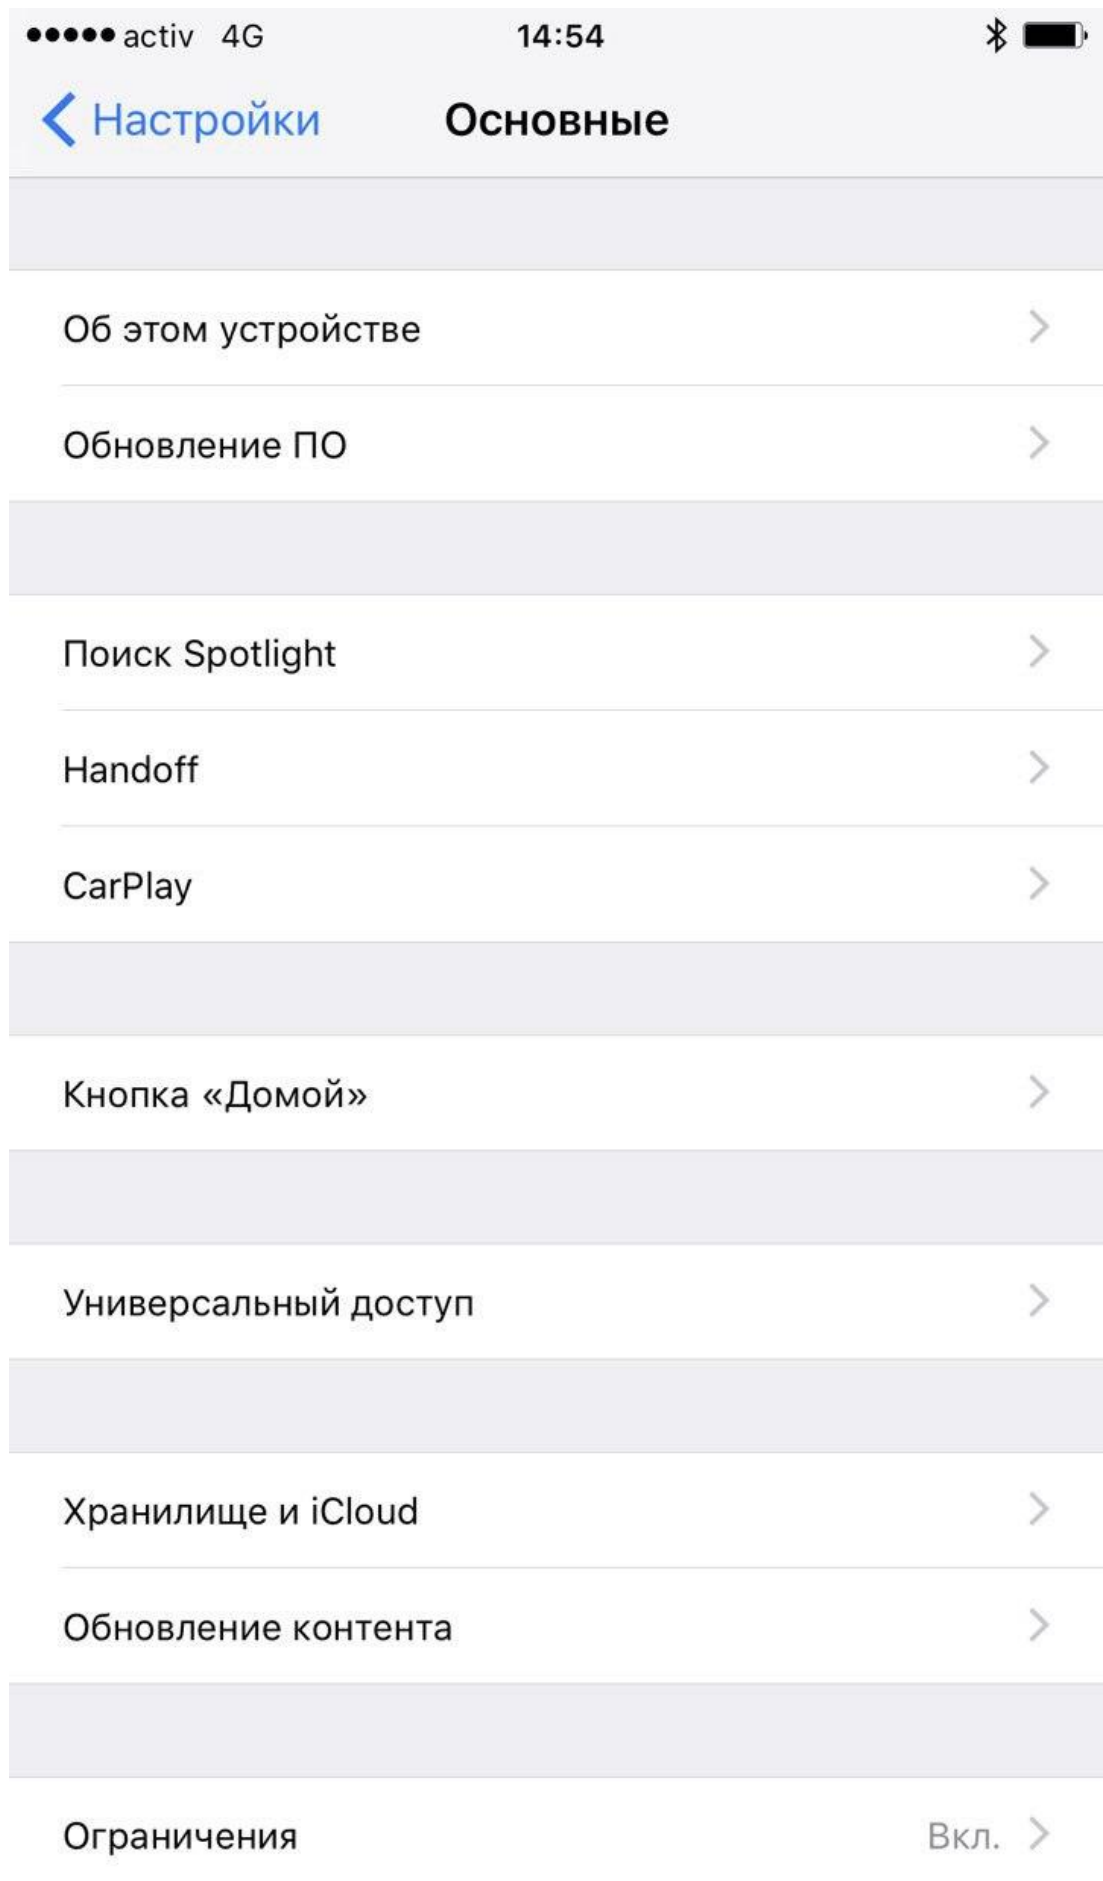 activ 4G 14:54
Настройки Основные
Об этом устройстве
Обновление ПО
Поиск Spotlight
Handoff
CarPlay
Кнопка «Домой»
Универсальный доступ
Хранилище и iCloud
Обновление контента
Ограничения Вкл.